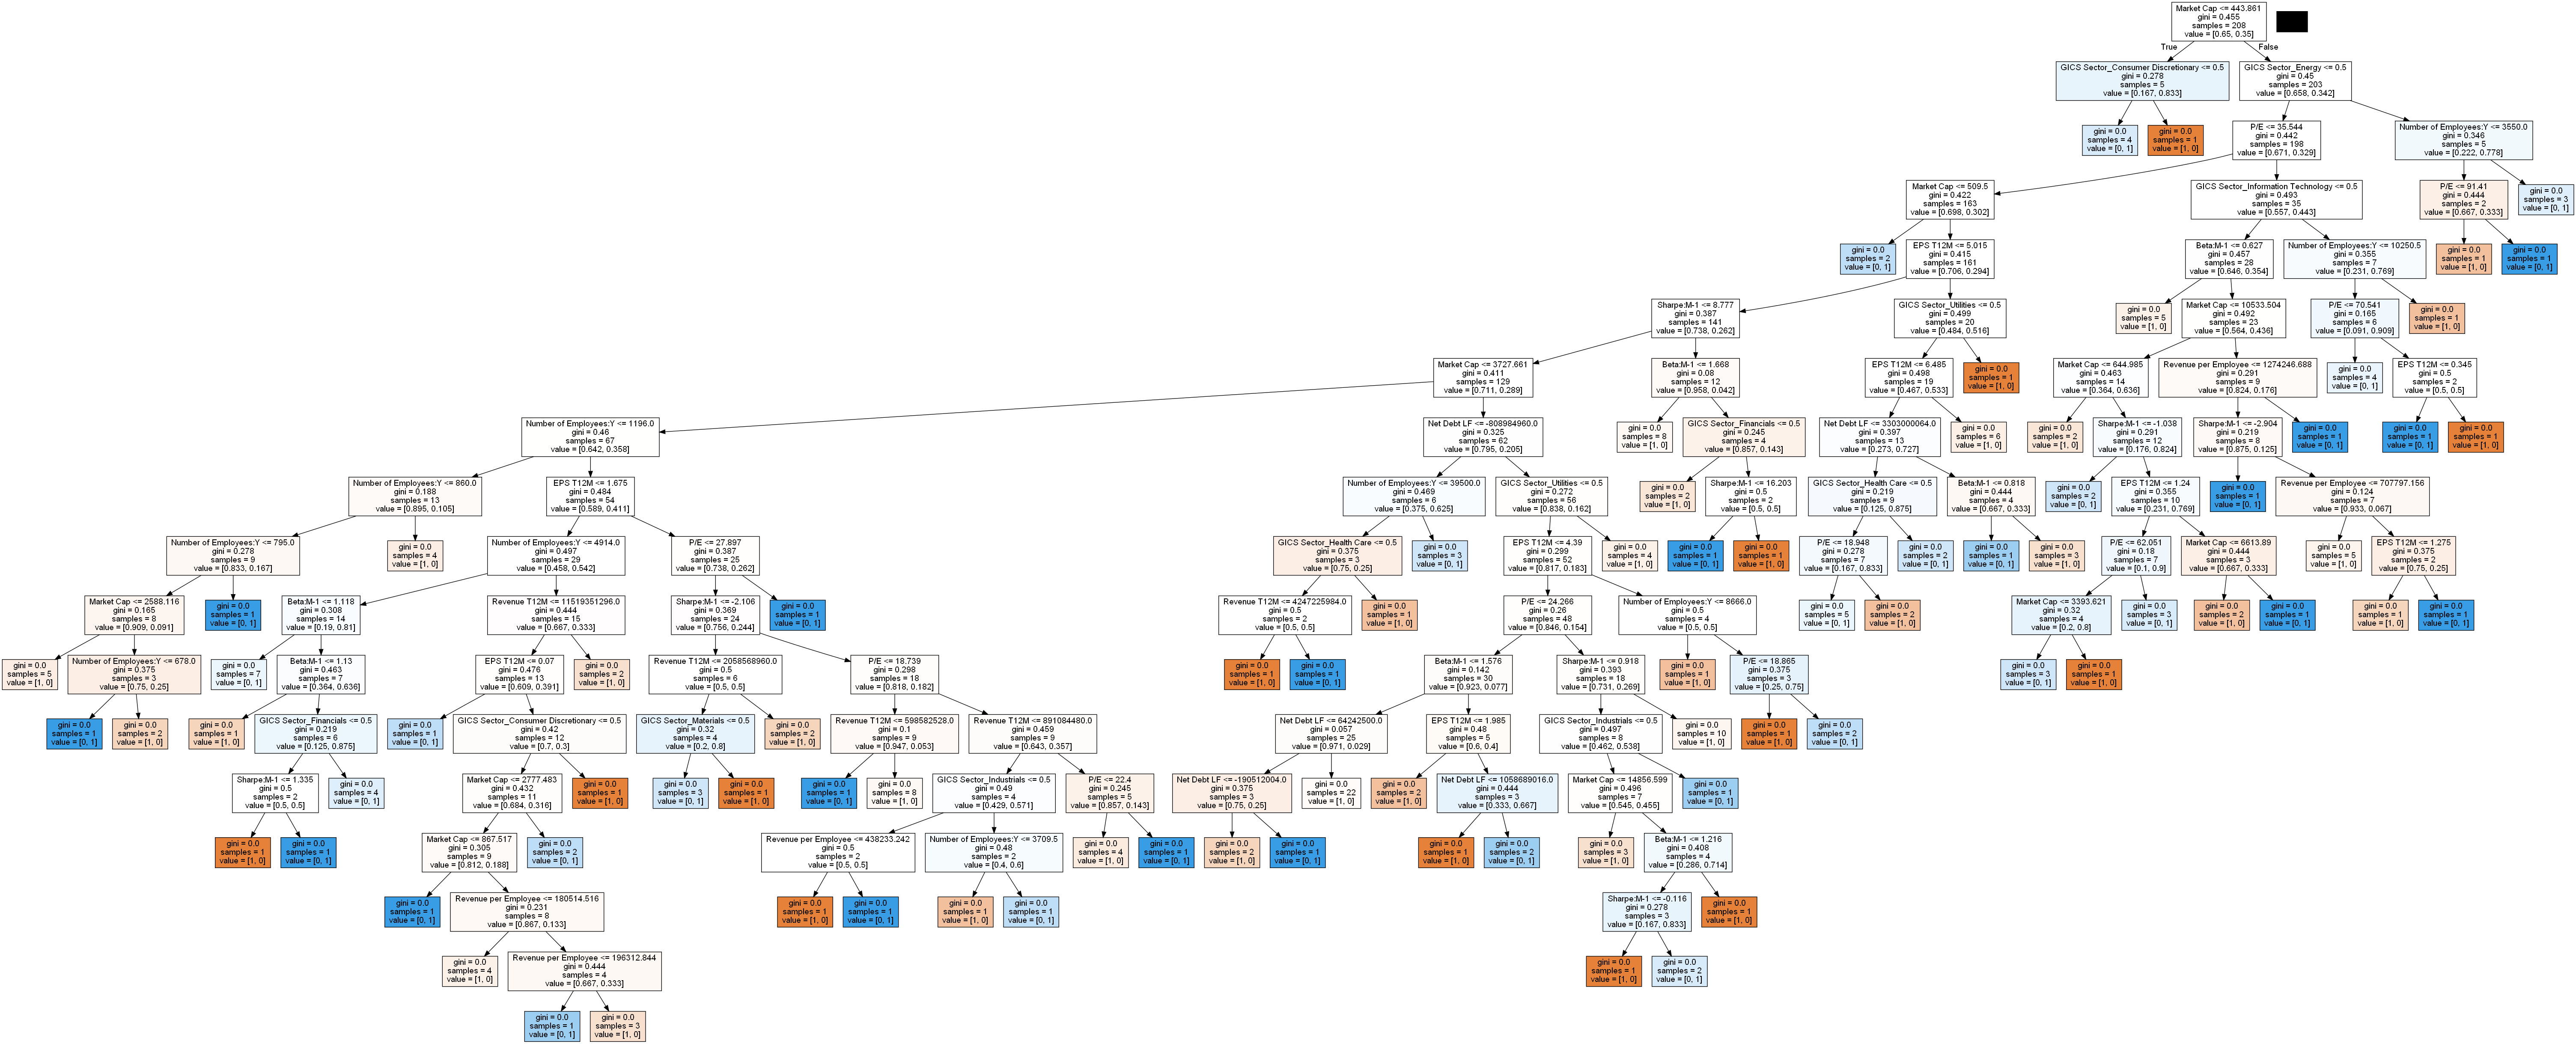 Market Cap <= 443.861
gini = 0.455
samples = 208
value = [0.65, 0.35]
True
False
GICS Sector_Consumer Discretionary <= 0.5
gini = 0.278
samples = 5
value = [0.167, 0.833]
GICS Sector_Energy <= 0.5
gini = 0.45
samples = 203
value = [0.658, 0.342]
gini = 0.0
samples = 4
value = [0, 1]
gini = 0.0
samples = 1
value = [1, 0]
P/E <= 35.544
gini = 0.442
samples = 198
value = [0.671, 0.329]
Number of Employees:Y <= 3550.0
gini = 0.346
samples = 5
value = [0.222, 0.778]
Market Cap <= 509.5
gini = 0.422
samples = 163
value = [0.698, 0.302]
GICS Sector_Information Technology <= 0.5
gini = 0.493
samples = 35
value = [0.557, 0.443]
P/E <= 91.41
gini = 0.444
samples = 2
value = [0.667, 0.333]
gini = 0.0
samples = 3
value = [0, 1]
gini = 0.0
samples = 2
value = [0, 1]
EPS T12M <= 5.015
gini = 0.415
samples = 161
value = [0.706, 0.294]
Beta:M-1 <= 0.627
gini = 0.457
samples = 28
value = [0.646, 0.354]
Number of Employees:Y <= 10250.5
gini = 0.355
samples = 7
value = [0.231, 0.769]
gini = 0.0
samples = 1
value = [1, 0]
gini = 0.0
samples = 1
value = [0, 1]
Sharpe:M-1 <= 8.777
gini = 0.387
samples = 141
value = [0.738, 0.262]
GICS Sector_Utilities <= 0.5
gini = 0.499
samples = 20
value = [0.484, 0.516]
gini = 0.0
samples = 5
value = [1, 0]
Market Cap <= 10533.504
gini = 0.492
samples = 23
value = [0.564, 0.436]
P/E <= 70.541
gini = 0.165
samples = 6
value = [0.091, 0.909]
gini = 0.0
samples = 1
value = [1, 0]
Market Cap <= 3727.661
gini = 0.411
samples = 129
value = [0.711, 0.289]
Beta:M-1 <= 1.668
gini = 0.08
samples = 12
value = [0.958, 0.042]
EPS T12M <= 6.485
gini = 0.498
samples = 19
value = [0.467, 0.533]
gini = 0.0
samples = 1
value = [1, 0]
Market Cap <= 644.985
gini = 0.463
samples = 14
value = [0.364, 0.636]
Revenue per Employee <= 1274246.688
gini = 0.291
samples = 9
value = [0.824, 0.176]
gini = 0.0
samples = 4
value = [0, 1]
EPS T12M <= 0.345
gini = 0.5
samples = 2
value = [0.5, 0.5]
Number of Employees:Y <= 1196.0
gini = 0.46
samples = 67
value = [0.642, 0.358]
Net Debt LF <= -808984960.0
gini = 0.325
samples = 62
value = [0.795, 0.205]
gini = 0.0
samples = 8
value = [1, 0]
GICS Sector_Financials <= 0.5
gini = 0.245
samples = 4
value = [0.857, 0.143]
Net Debt LF <= 3303000064.0
gini = 0.397
samples = 13
value = [0.273, 0.727]
gini = 0.0
samples = 6
value = [1, 0]
gini = 0.0
samples = 2
value = [1, 0]
Sharpe:M-1 <= -1.038
gini = 0.291
samples = 12
value = [0.176, 0.824]
Sharpe:M-1 <= -2.904
gini = 0.219
samples = 8
value = [0.875, 0.125]
gini = 0.0
samples = 1
value = [0, 1]
gini = 0.0
samples = 1
value = [0, 1]
gini = 0.0
samples = 1
value = [1, 0]
Number of Employees:Y <= 860.0
gini = 0.188
samples = 13
value = [0.895, 0.105]
EPS T12M <= 1.675
gini = 0.484
samples = 54
value = [0.589, 0.411]
Number of Employees:Y <= 39500.0
gini = 0.469
samples = 6
value = [0.375, 0.625]
GICS Sector_Utilities <= 0.5
gini = 0.272
samples = 56
value = [0.838, 0.162]
gini = 0.0
samples = 2
value = [1, 0]
Sharpe:M-1 <= 16.203
gini = 0.5
samples = 2
value = [0.5, 0.5]
GICS Sector_Health Care <= 0.5
gini = 0.219
samples = 9
value = [0.125, 0.875]
Beta:M-1 <= 0.818
gini = 0.444
samples = 4
value = [0.667, 0.333]
gini = 0.0
samples = 2
value = [0, 1]
EPS T12M <= 1.24
gini = 0.355
samples = 10
value = [0.231, 0.769]
gini = 0.0
samples = 1
value = [0, 1]
Revenue per Employee <= 707797.156
gini = 0.124
samples = 7
value = [0.933, 0.067]
Number of Employees:Y <= 795.0
gini = 0.278
samples = 9
value = [0.833, 0.167]
gini = 0.0
samples = 4
value = [1, 0]
Number of Employees:Y <= 4914.0
gini = 0.497
samples = 29
value = [0.458, 0.542]
P/E <= 27.897
gini = 0.387
samples = 25
value = [0.738, 0.262]
GICS Sector_Health Care <= 0.5
gini = 0.375
samples = 3
value = [0.75, 0.25]
gini = 0.0
samples = 3
value = [0, 1]
EPS T12M <= 4.39
gini = 0.299
samples = 52
value = [0.817, 0.183]
gini = 0.0
samples = 4
value = [1, 0]
gini = 0.0
samples = 1
value = [0, 1]
gini = 0.0
samples = 1
value = [1, 0]
P/E <= 18.948
gini = 0.278
samples = 7
value = [0.167, 0.833]
gini = 0.0
samples = 2
value = [0, 1]
gini = 0.0
samples = 1
value = [0, 1]
gini = 0.0
samples = 3
value = [1, 0]
P/E <= 62.051
gini = 0.18
samples = 7
value = [0.1, 0.9]
Market Cap <= 6613.89
gini = 0.444
samples = 3
value = [0.667, 0.333]
gini = 0.0
samples = 5
value = [1, 0]
EPS T12M <= 1.275
gini = 0.375
samples = 2
value = [0.75, 0.25]
Market Cap <= 2588.116
gini = 0.165
samples = 8
value = [0.909, 0.091]
gini = 0.0
samples = 1
value = [0, 1]
Beta:M-1 <= 1.118
gini = 0.308
samples = 14
value = [0.19, 0.81]
Revenue T12M <= 11519351296.0
gini = 0.444
samples = 15
value = [0.667, 0.333]
Sharpe:M-1 <= -2.106
gini = 0.369
samples = 24
value = [0.756, 0.244]
gini = 0.0
samples = 1
value = [0, 1]
Revenue T12M <= 4247225984.0
gini = 0.5
samples = 2
value = [0.5, 0.5]
gini = 0.0
samples = 1
value = [1, 0]
P/E <= 24.266
gini = 0.26
samples = 48
value = [0.846, 0.154]
Number of Employees:Y <= 8666.0
gini = 0.5
samples = 4
value = [0.5, 0.5]
gini = 0.0
samples = 5
value = [0, 1]
gini = 0.0
samples = 2
value = [1, 0]
Market Cap <= 3393.621
gini = 0.32
samples = 4
value = [0.2, 0.8]
gini = 0.0
samples = 3
value = [0, 1]
gini = 0.0
samples = 2
value = [1, 0]
gini = 0.0
samples = 1
value = [0, 1]
gini = 0.0
samples = 1
value = [1, 0]
gini = 0.0
samples = 1
value = [0, 1]
gini = 0.0
samples = 5
value = [1, 0]
Number of Employees:Y <= 678.0
gini = 0.375
samples = 3
value = [0.75, 0.25]
gini = 0.0
samples = 7
value = [0, 1]
Beta:M-1 <= 1.13
gini = 0.463
samples = 7
value = [0.364, 0.636]
EPS T12M <= 0.07
gini = 0.476
samples = 13
value = [0.609, 0.391]
gini = 0.0
samples = 2
value = [1, 0]
Revenue T12M <= 2058568960.0
gini = 0.5
samples = 6
value = [0.5, 0.5]
P/E <= 18.739
gini = 0.298
samples = 18
value = [0.818, 0.182]
gini = 0.0
samples = 1
value = [1, 0]
gini = 0.0
samples = 1
value = [0, 1]
Beta:M-1 <= 1.576
gini = 0.142
samples = 30
value = [0.923, 0.077]
Sharpe:M-1 <= 0.918
gini = 0.393
samples = 18
value = [0.731, 0.269]
gini = 0.0
samples = 1
value = [1, 0]
P/E <= 18.865
gini = 0.375
samples = 3
value = [0.25, 0.75]
gini = 0.0
samples = 3
value = [0, 1]
gini = 0.0
samples = 1
value = [1, 0]
gini = 0.0
samples = 1
value = [0, 1]
gini = 0.0
samples = 2
value = [1, 0]
gini = 0.0
samples = 1
value = [1, 0]
GICS Sector_Financials <= 0.5
gini = 0.219
samples = 6
value = [0.125, 0.875]
gini = 0.0
samples = 1
value = [0, 1]
GICS Sector_Consumer Discretionary <= 0.5
gini = 0.42
samples = 12
value = [0.7, 0.3]
GICS Sector_Materials <= 0.5
gini = 0.32
samples = 4
value = [0.2, 0.8]
gini = 0.0
samples = 2
value = [1, 0]
Revenue T12M <= 598582528.0
gini = 0.1
samples = 9
value = [0.947, 0.053]
Revenue T12M <= 891084480.0
gini = 0.459
samples = 9
value = [0.643, 0.357]
Net Debt LF <= 64242500.0
gini = 0.057
samples = 25
value = [0.971, 0.029]
EPS T12M <= 1.985
gini = 0.48
samples = 5
value = [0.6, 0.4]
GICS Sector_Industrials <= 0.5
gini = 0.497
samples = 8
value = [0.462, 0.538]
gini = 0.0
samples = 10
value = [1, 0]
gini = 0.0
samples = 1
value = [1, 0]
gini = 0.0
samples = 2
value = [0, 1]
Sharpe:M-1 <= 1.335
gini = 0.5
samples = 2
value = [0.5, 0.5]
gini = 0.0
samples = 4
value = [0, 1]
Market Cap <= 2777.483
gini = 0.432
samples = 11
value = [0.684, 0.316]
gini = 0.0
samples = 1
value = [1, 0]
gini = 0.0
samples = 3
value = [0, 1]
gini = 0.0
samples = 1
value = [1, 0]
gini = 0.0
samples = 1
value = [0, 1]
gini = 0.0
samples = 8
value = [1, 0]
GICS Sector_Industrials <= 0.5
gini = 0.49
samples = 4
value = [0.429, 0.571]
P/E <= 22.4
gini = 0.245
samples = 5
value = [0.857, 0.143]
Net Debt LF <= -190512004.0
gini = 0.375
samples = 3
value = [0.75, 0.25]
gini = 0.0
samples = 22
value = [1, 0]
gini = 0.0
samples = 2
value = [1, 0]
Net Debt LF <= 1058689016.0
gini = 0.444
samples = 3
value = [0.333, 0.667]
Market Cap <= 14856.599
gini = 0.496
samples = 7
value = [0.545, 0.455]
gini = 0.0
samples = 1
value = [0, 1]
gini = 0.0
samples = 1
value = [1, 0]
gini = 0.0
samples = 1
value = [0, 1]
Market Cap <= 867.517
gini = 0.305
samples = 9
value = [0.812, 0.188]
gini = 0.0
samples = 2
value = [0, 1]
Revenue per Employee <= 438233.242
gini = 0.5
samples = 2
value = [0.5, 0.5]
Number of Employees:Y <= 3709.5
gini = 0.48
samples = 2
value = [0.4, 0.6]
gini = 0.0
samples = 4
value = [1, 0]
gini = 0.0
samples = 1
value = [0, 1]
gini = 0.0
samples = 2
value = [1, 0]
gini = 0.0
samples = 1
value = [0, 1]
gini = 0.0
samples = 1
value = [1, 0]
gini = 0.0
samples = 2
value = [0, 1]
gini = 0.0
samples = 3
value = [1, 0]
Beta:M-1 <= 1.216
gini = 0.408
samples = 4
value = [0.286, 0.714]
gini = 0.0
samples = 1
value = [0, 1]
Revenue per Employee <= 180514.516
gini = 0.231
samples = 8
value = [0.867, 0.133]
gini = 0.0
samples = 1
value = [1, 0]
gini = 0.0
samples = 1
value = [0, 1]
gini = 0.0
samples = 1
value = [1, 0]
gini = 0.0
samples = 1
value = [0, 1]
Sharpe:M-1 <= -0.116
gini = 0.278
samples = 3
value = [0.167, 0.833]
gini = 0.0
samples = 1
value = [1, 0]
gini = 0.0
samples = 4
value = [1, 0]
Revenue per Employee <= 196312.844
gini = 0.444
samples = 4
value = [0.667, 0.333]
gini = 0.0
samples = 1
value = [1, 0]
gini = 0.0
samples = 2
value = [0, 1]
gini = 0.0
samples = 1
value = [0, 1]
gini = 0.0
samples = 3
value = [1, 0]